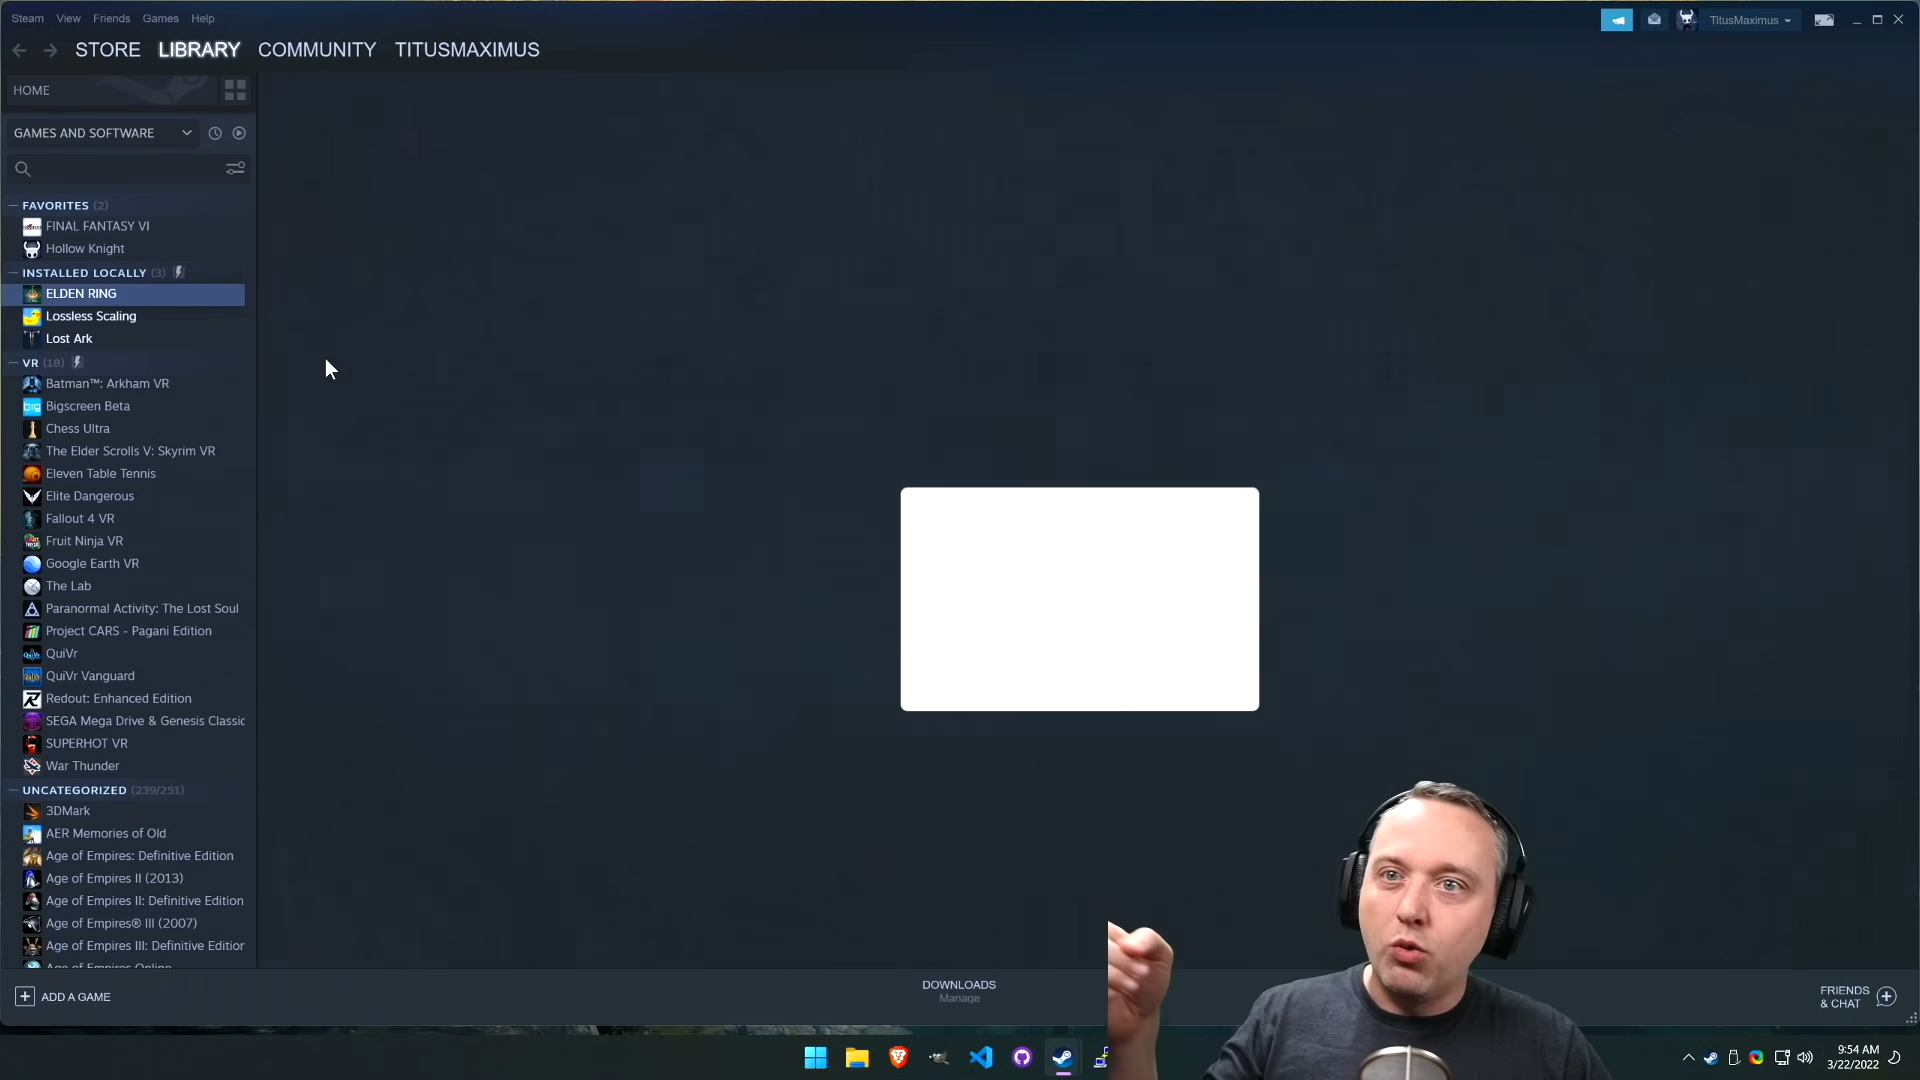 Steam View Friends Games Help
TitusMaximus
STORE LIBRARY COMMUNITY TITUSMAXIMUS
HOME
GAMES AND SOFTWARE
FAVORITES (2)
FINAL FANTASY VI
Hollow Knight
INSTALLED LOCALLY (3)
ELDEN RING
Lossless Scaling
Lost Ark
VR (18)
Batman™: Arkham VR
Bigscreen Beta
Chess Ultra
The Elder Scrolls V: Skyrim VR
Eleven Table Tennis
Elite Dangerous
Fallout 4 VR
Fruit Ninja VR
Google Earth VR
The Lab
Paranormal Activity: The Lost Soul
Project CARS - Pagani Edition
QuiVr
QuiVr Vanguard
Redout: Enhanced Edition
SEGA Mega Drive & Genesis Classic
SUPERHOT VR
War Thunder
UNCATEGORIZED (239/251)
3DMark
AER Memories of Old
Age of Empires: Definitive Edition
Age of Empires II (2013)
Age of Empires II: Definitive Edition
Age of Empires® III (2007)
Age of Empires III: Definitive Edition
Age of Empires Online
ADD A GAME
DOWNLOADS
Manage
FRIENDS
& CHAT
9:54 AM
3/22/2022